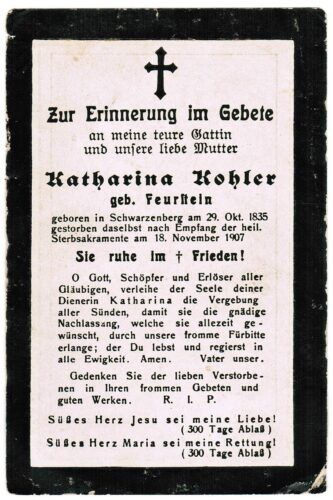 Zur Erinnerung im Gebete
an meine teure Gattin
und unsere liebe Mutter
Katharina Kohler
geb. Feurstein
geboren in Schwarzenberg am 29. Okt. 1835
gestorben daselbst nach Empfang der heil.
Sterbsakramente am 18. November 1907
Sie ruhe im † Frieden!
O Gott, Schöpfer und Erlöser aller
Gläubigen, verleihe der Seele deiner
Dienerin Katharina die Vergebung
aller Sünden, damit sie die gnädige
Nachlassung, welche sie allezeit ge-
wünscht, durch unsere fromme Fürbitte
erlange; der Du lebst und regierst in
alle Ewigkeit. Amen. Vater unser.
Gedenken Sie der lieben Verstorbe-
nen in Ihren frommen Gebeten und
guten Werken. R. I. P.
Süßes Herz Jesu sei meine Liebe!
(300 Tage Ablaß)
Süßes Herz Maria sei meine Rettung!
(300 Tage Ablaß)